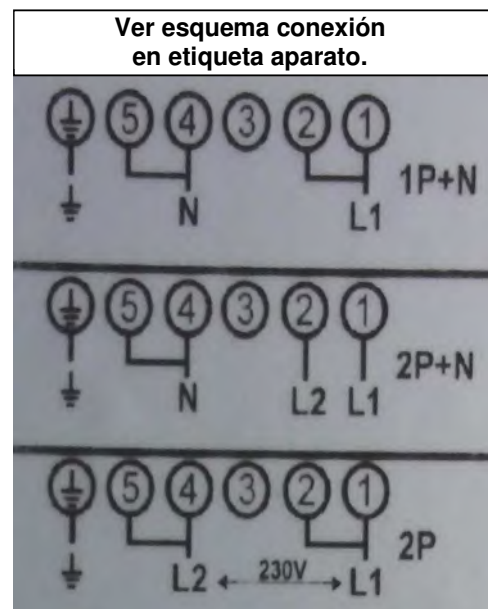 Ver esquema conexión
en etiqueta aparato.
5 4 3 2 1
1P+N
N L1
5 4 3 2 1
2P+N
N L2 L1
5 4 3 2 1
2P
L2 230V L1